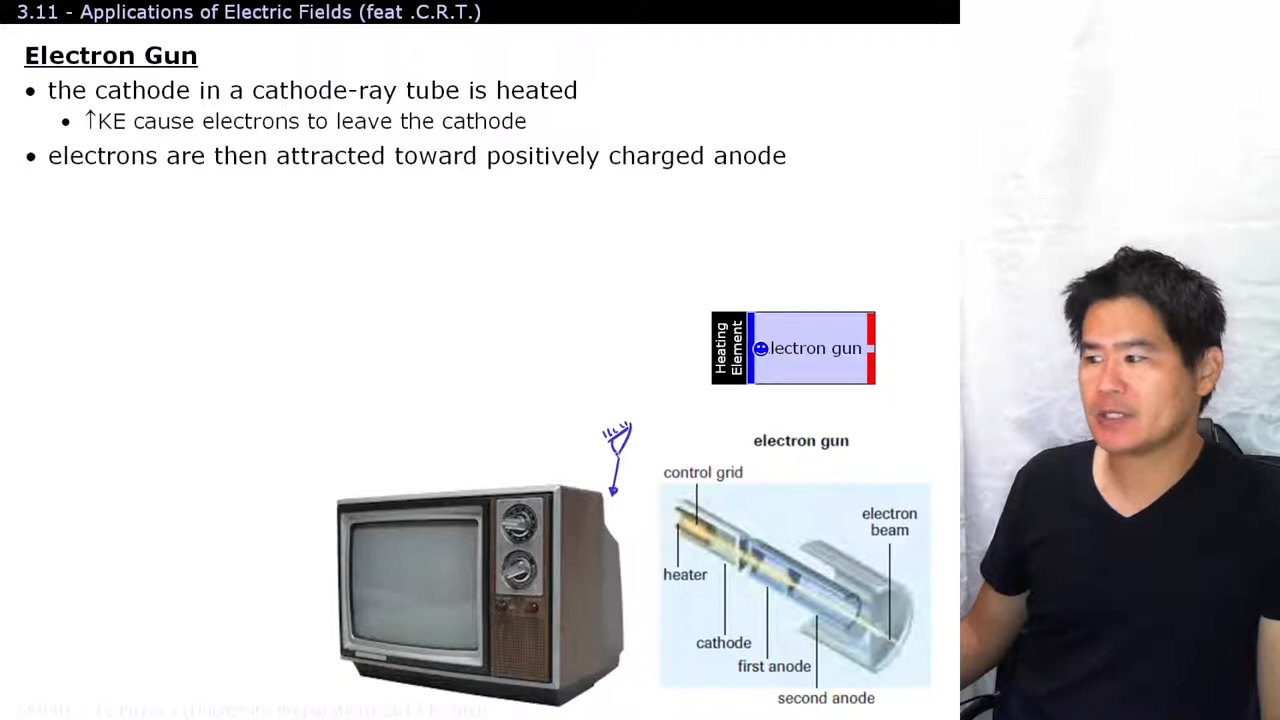 3.11 - Applications of Electric Fields (feat .C.R.T.)
Electron Gun
• the cathode in a cathode-ray tube is heated
• ↑KE cause electrons to leave the cathode
• electrons are then attracted toward positively charged anode
Heating
Element
lectron gun
electron gun
control grid
electron
beam
heater
cathode
first anode
second anode